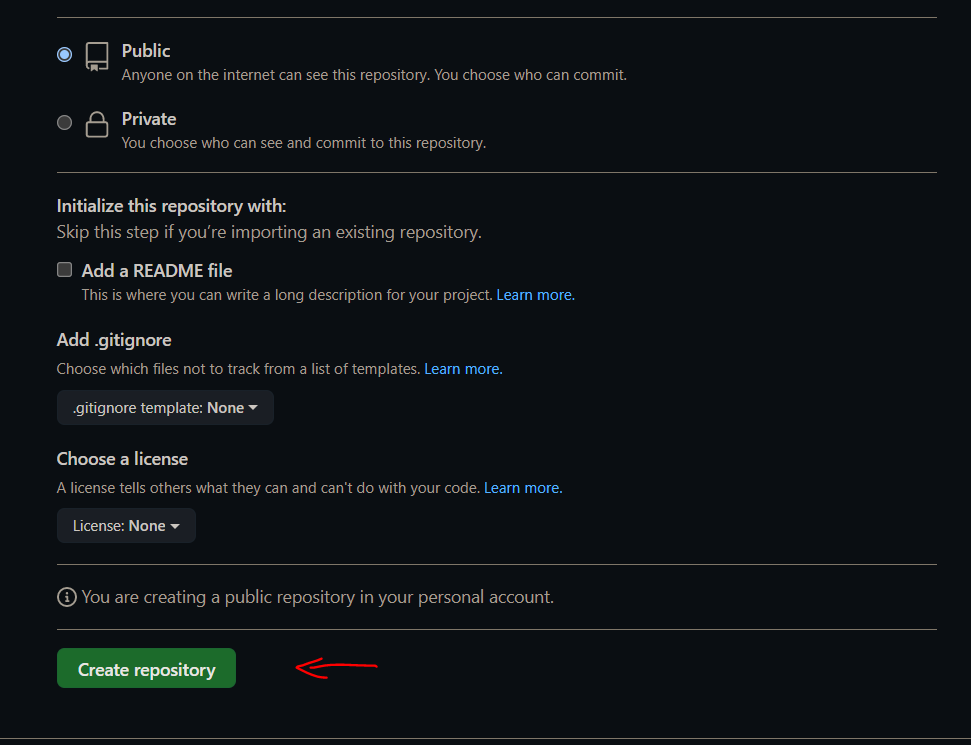 Public
Anyone on the internet can see this repository. You choose who can commit.
Private
You choose who can see and commit to this repository.
Initialize this repository with:
Skip this step if you’re importing an existing repository.
Add a README file
This is where you can write a long description for your project. Learn more.
Add .gitignore
Choose which files not to track from a list of templates. Learn more.
.gitignore template: None
Choose a license
A license tells others what they can and can't do with your code. Learn more.
License: None
You are creating a public repository in your personal account.
Create repository